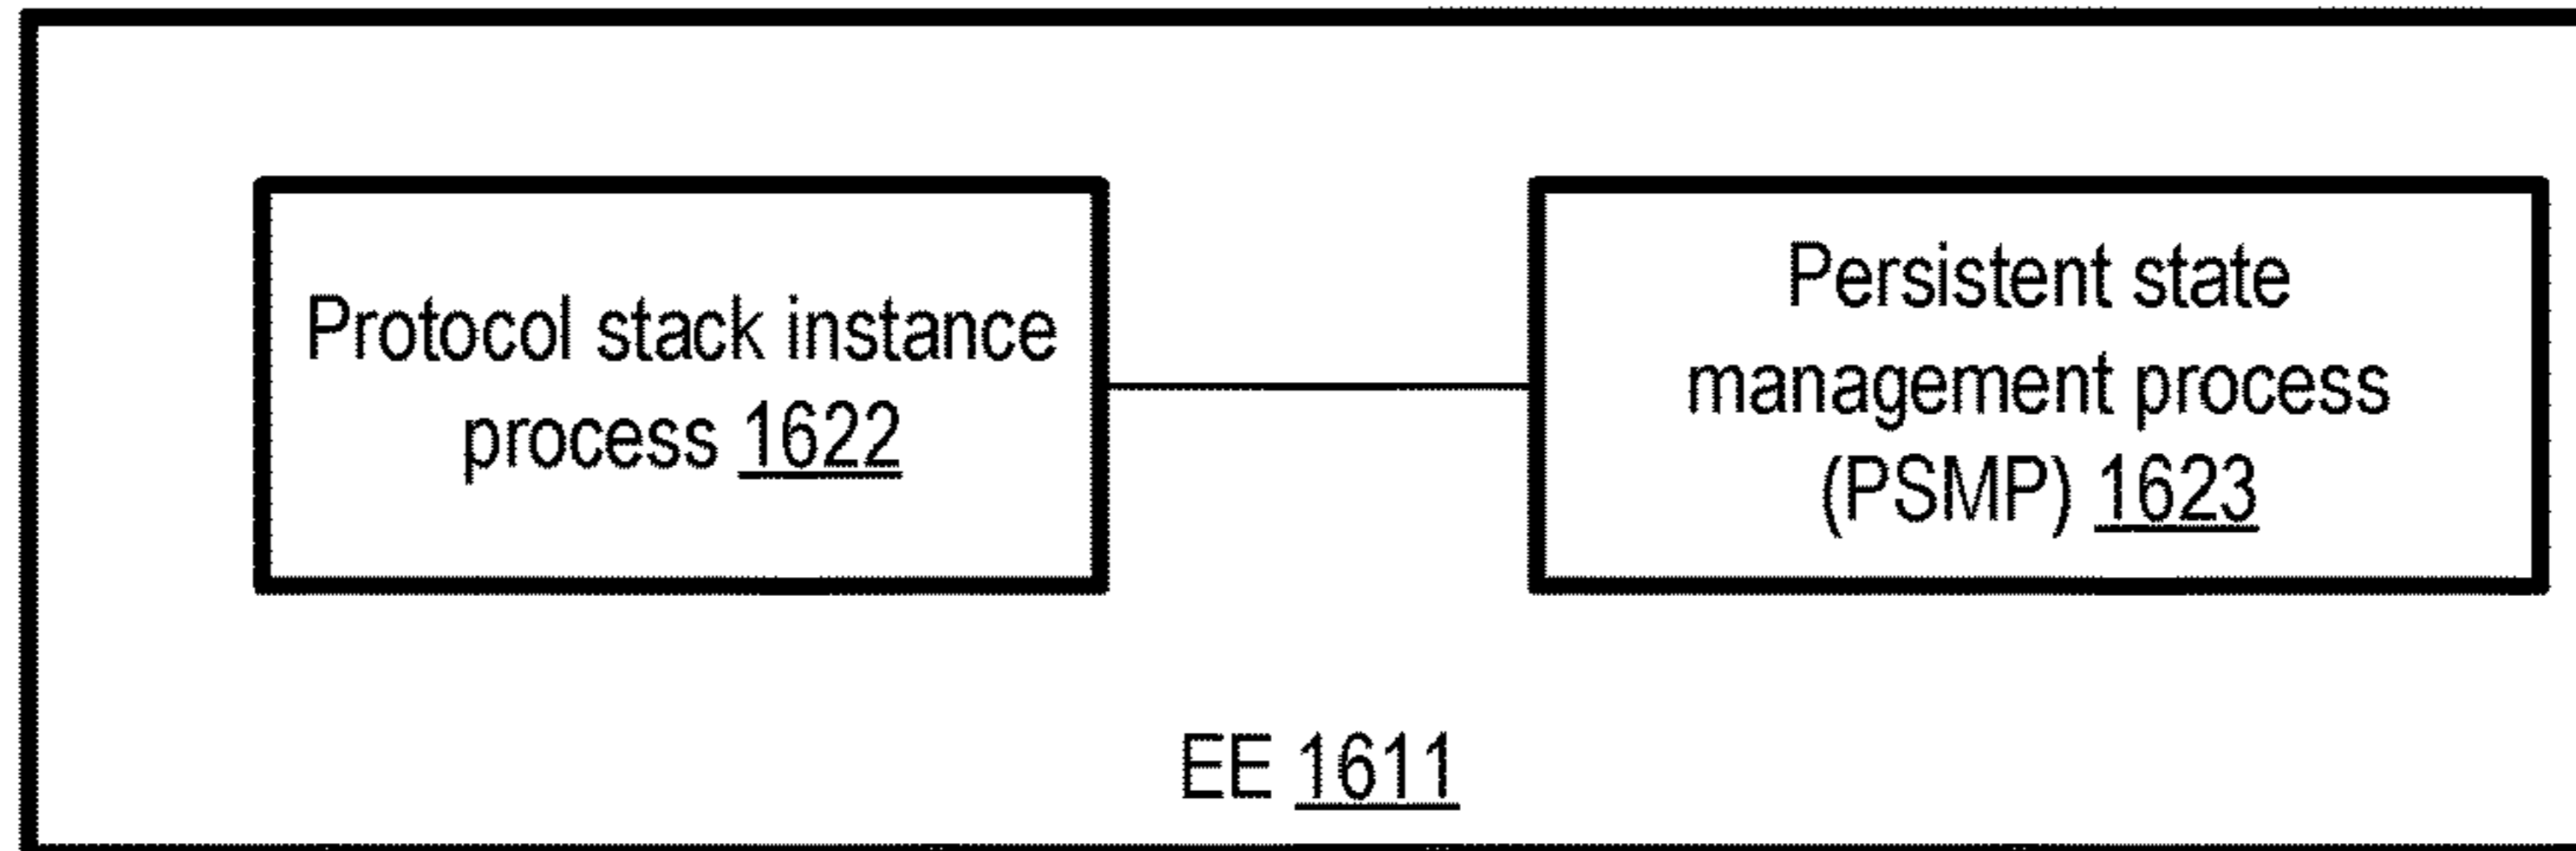 Protocol stack instance
process 1622
Persistent state
management process
(PSMP) 1623
EE 1611